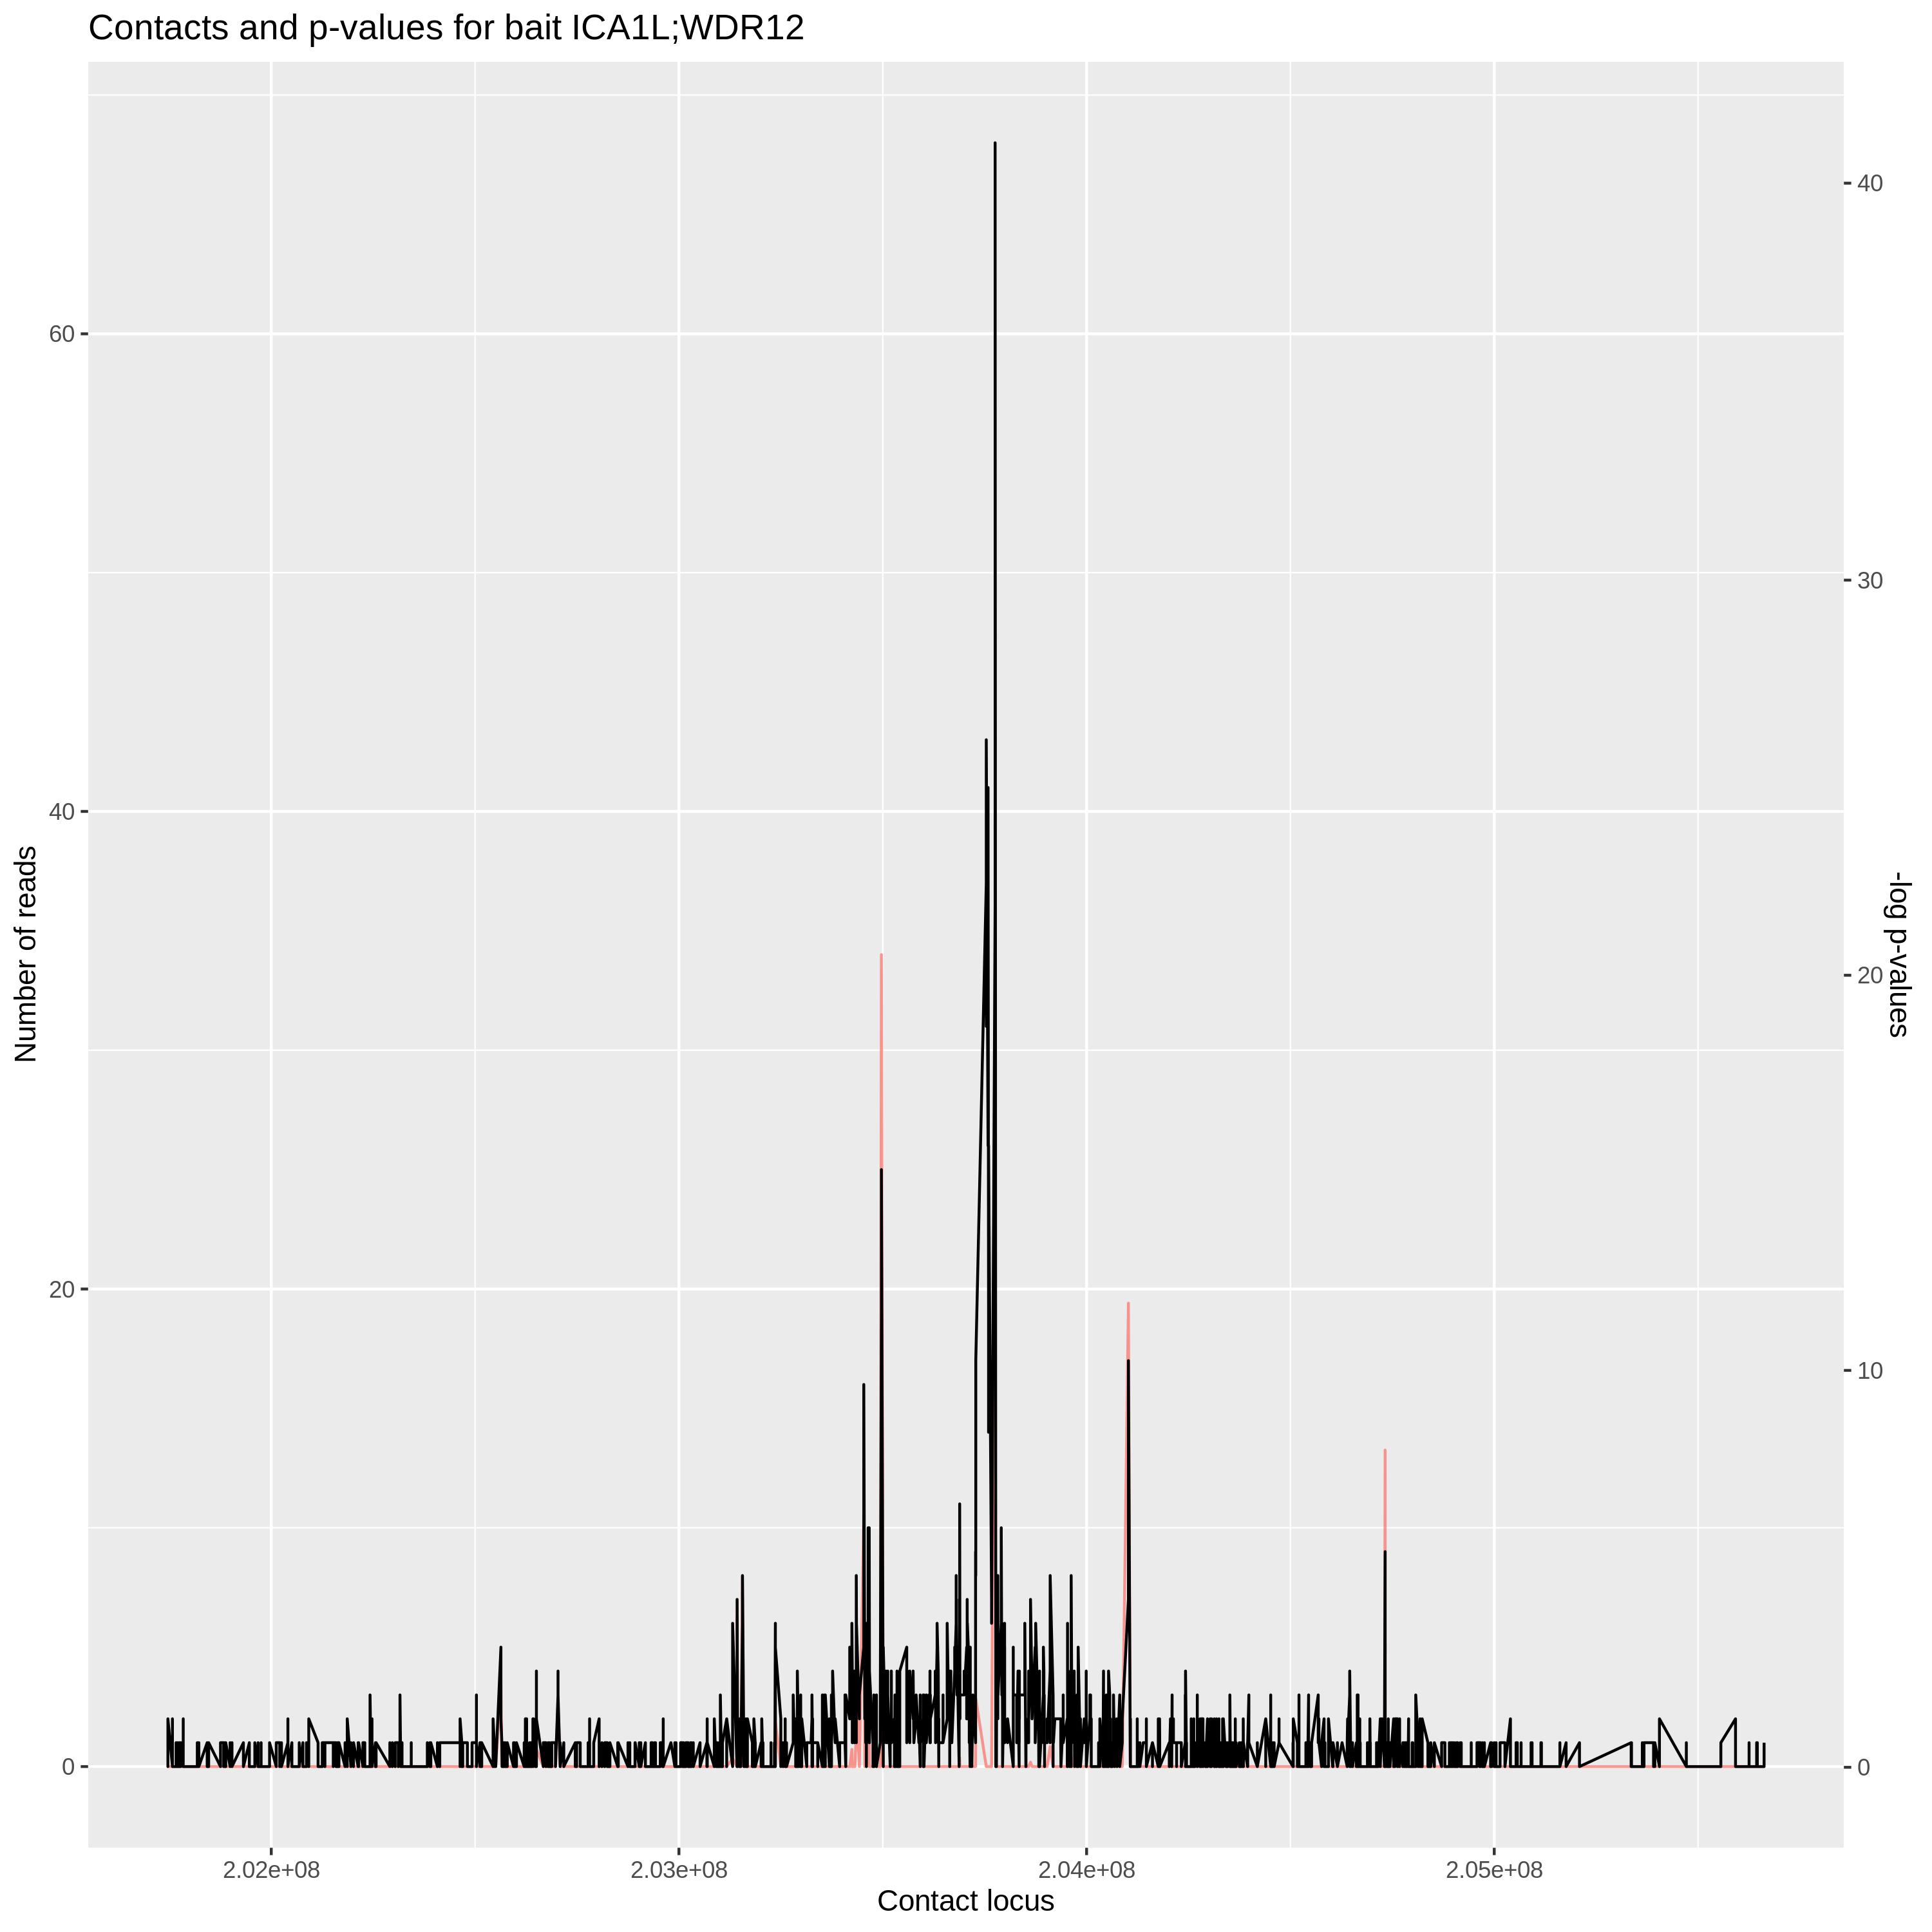 Contacts and p-values for bait ICA1L;WDR12
Number of reads
60
40
20
0
40
30
20
10
0
-log p-values
2.02e+08
2.03e+08
2.04e+08
2.05e+08
Contact locus